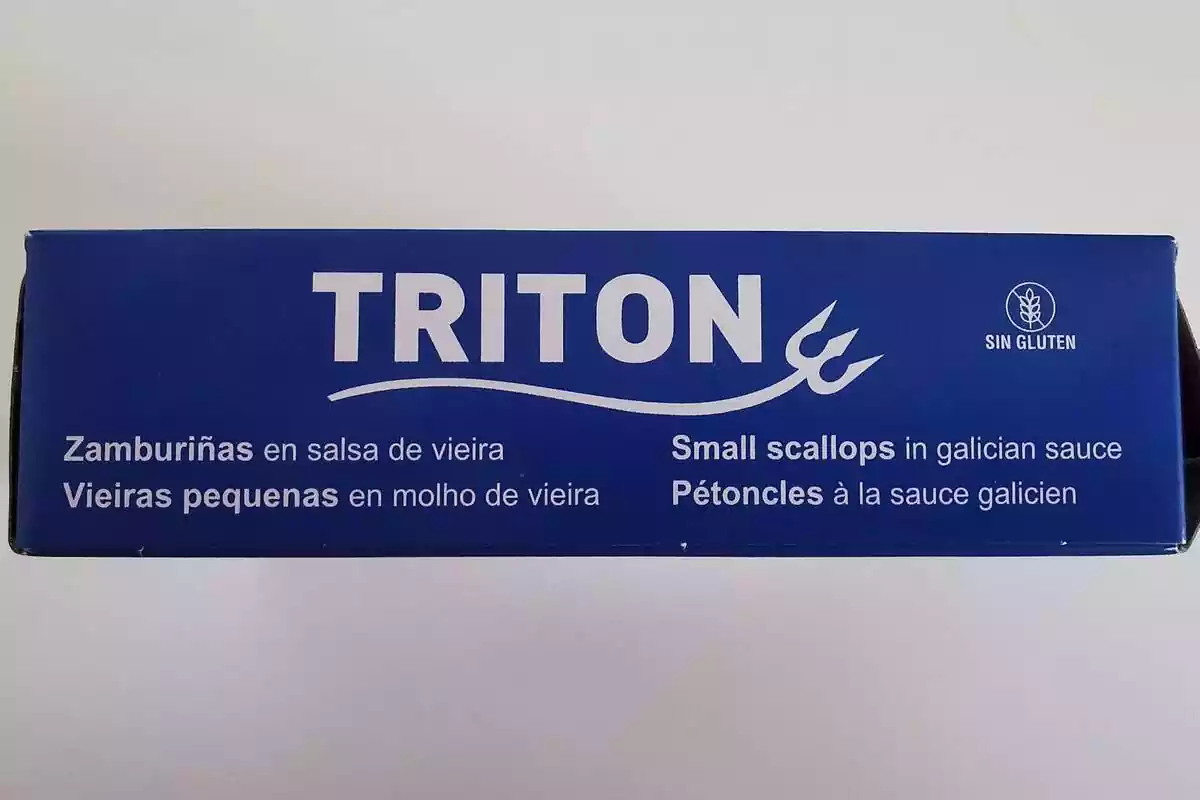 TRITON
SIN GLUTEN
Zamburiñas en salsa de vieira
Vieiras pequenas en molho de vieira
Small scallops in galician sauce
Pétoncles à la sauce galicien